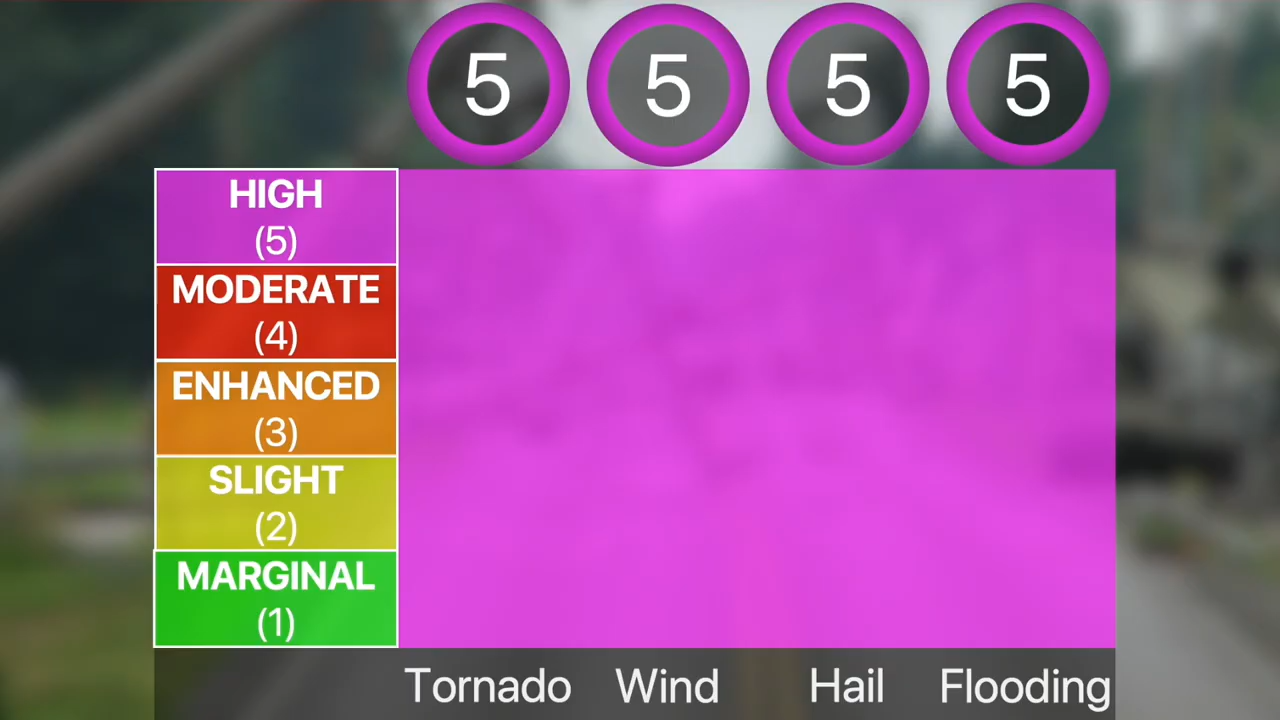 5 5 5 5
HIGH
(5)
MODERATE
(4)
ENHANCED
(3)
SLIGHT
(2)
MARGINAL
(1)
Tornado Wind Hail Flooding